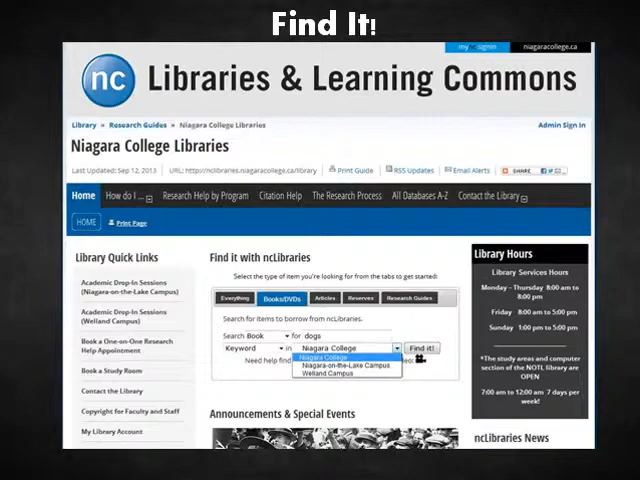 Find It!
my nc signin
niagaracollege.ca
nc Libraries & Learning Commons
Library » Research Guides » Niagara College Libraries
Admin Sign In
Niagara College Libraries
Last Updated: Sep 12, 2013 URL: http://nclibraries.niagaracollege.ca/library Print Guide RSS Updates Email Alerts SHARE
Home How do I ... Research Help by Program Citation Help The Research Process All Databases A-Z Contact the Library
HOME Print Page
Library Quick Links
Academic Drop-In Sessions
(Niagara-on-the-Lake Campus)
Academic Drop-In Sessions
(Welland Campus)
Book a One-on-One Research
Help Appointment
Book a Study Room
Contact the Library
Copyright for Faculty and Staff
My Library Account
Find it with ncLibraries
Select the type of item you're looking for from the tabs to get started:
Everything Books/DVDs Articles Reserves Research Guides
Search for items to borrow from ncLibraries.
Search Book for dogs
Keyword in Niagara College Find it!
Niagara College
Niagara-on-the-Lake Campus
Welland Campus
Need help find
Announcements & Special Events
Library Hours
Library Services Hours
Monday - Thursday 8:00 am to
8:00 pm
Friday 8:00 am to 5:00 pm
Sunday 1:00 pm to 5:00 pm
*The study areas and computer
section of the NOTL library are
OPEN
7:00 am to 12:00 am 7 days per
week!
ncLibraries News